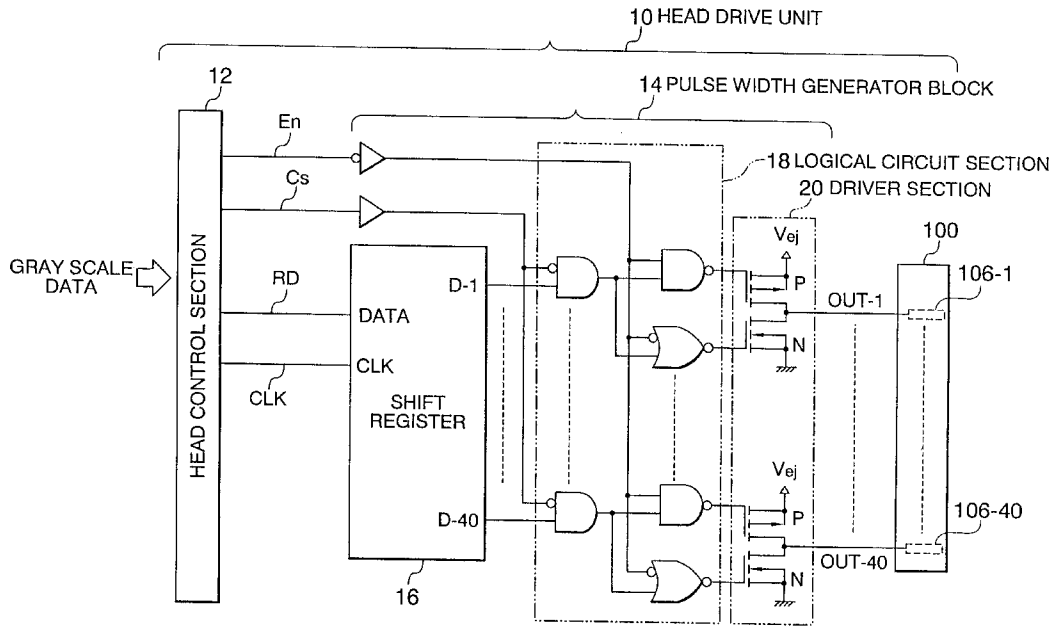 10 HEAD DRIVE UNIT
14 PULSE WIDTH GENERATOR BLOCK
12
En
Cs
18 LOGICAL CIRCUIT SECTION
20 DRIVER SECTION
Vej
100
106-1
P
OUT-1
N
GRAY SCALE
DATA
HEAD CONTROL SECTION
RD
CLK
DATA
CLK
SHIFT
REGISTER
D-1
D-40
16
Vej
P
106-40
OUT-40
N